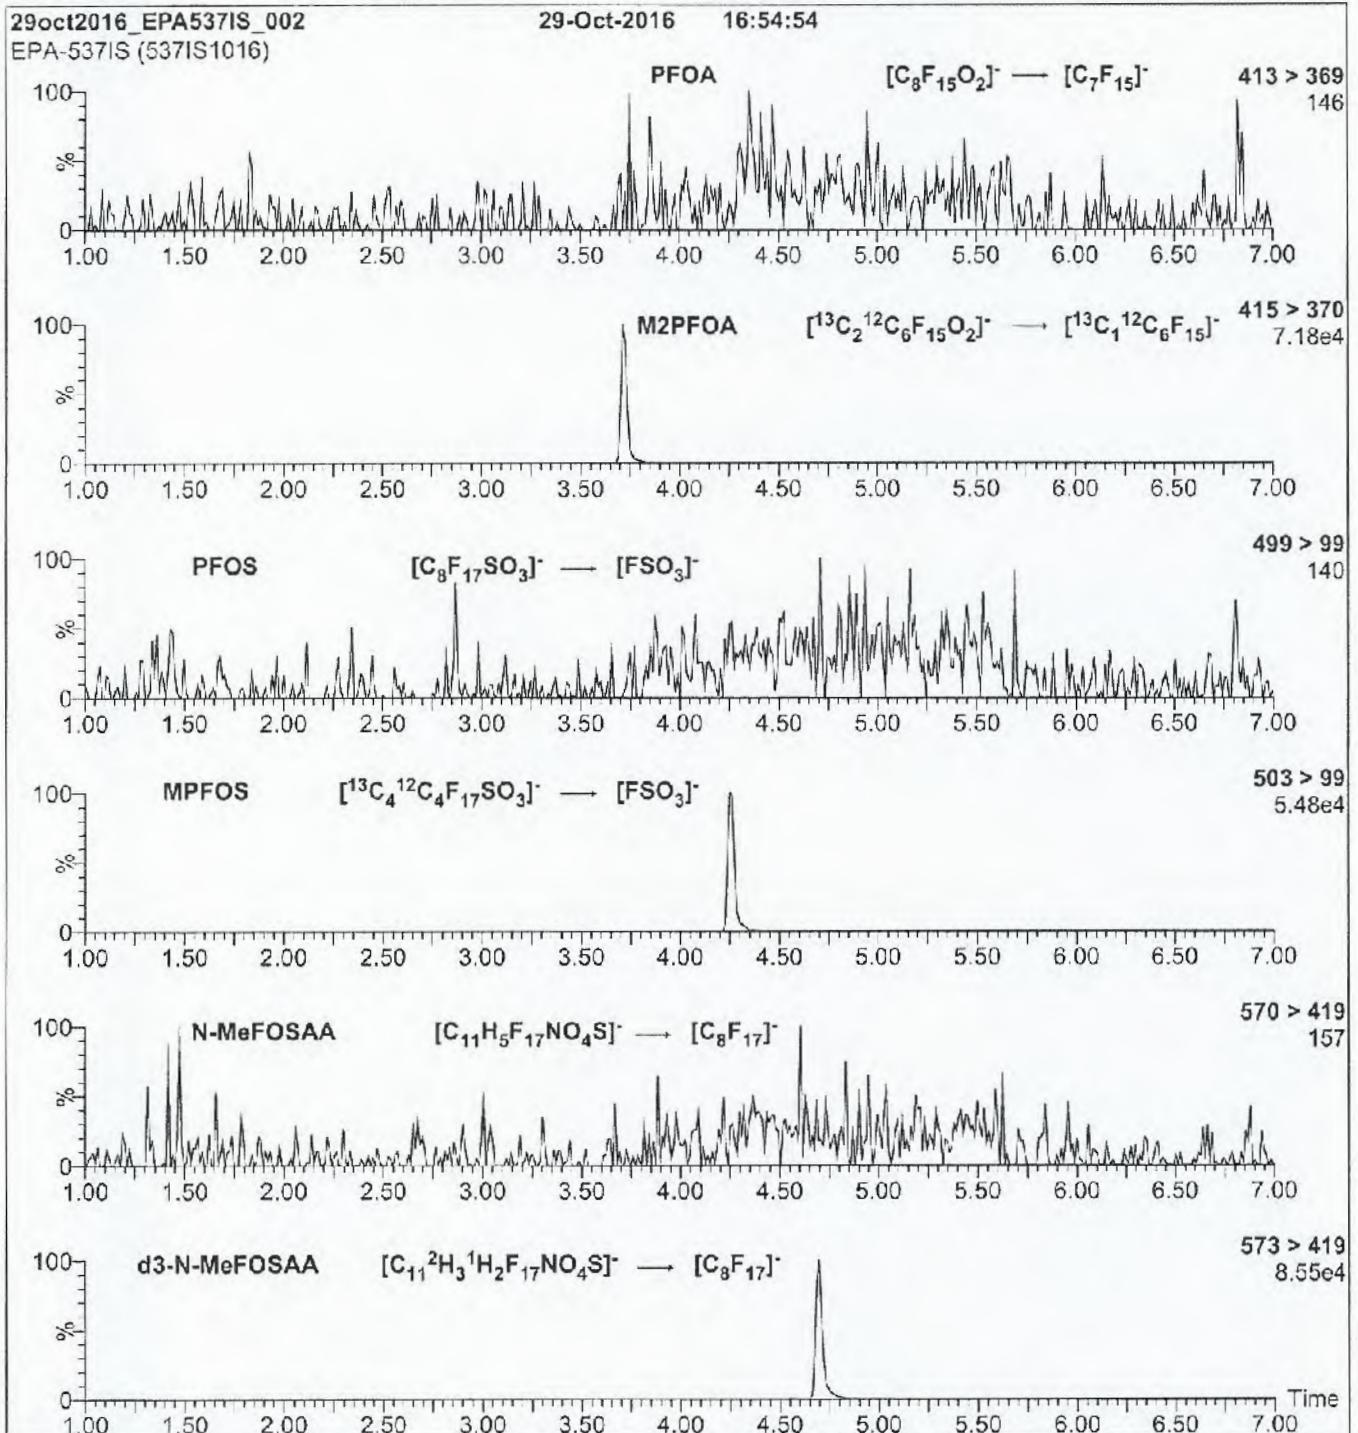 29oct2016_EPA537IS_002 29-Oct-2016 16:54:54
EPA-537IS (537IS1016)
PFOA [C₈F₁₅O₂]⁻ → [C₇F₁₅]⁻ 413 > 369
146
100
%
0
1.00 1.50 2.00 2.50 3.00 3.50 4.00 4.50 5.00 5.50 6.00 6.50 7.00
M2PFOA [¹³C₂¹²C₆F₁₅O₂]⁻ → [¹³C₁¹²C₆F₁₅]⁻ 415 > 370
7.18e4
100
%
0
1.00 1.50 2.00 2.50 3.00 3.50 4.00 4.50 5.00 5.50 6.00 6.50 7.00
PFOS [C₈F₁₇SO₃]⁻ → [FSO₃]⁻ 499 > 99
140
100
%
0
1.00 1.50 2.00 2.50 3.00 3.50 4.00 4.50 5.00 5.50 6.00 6.50 7.00
MPFOS [¹³C₄¹²C₄F₁₇SO₃]⁻ → [FSO₃]⁻ 503 > 99
5.48e4
100
%
0
1.00 1.50 2.00 2.50 3.00 3.50 4.00 4.50 5.00 5.50 6.00 6.50 7.00
N-MeFOSAA [C₁₁H₅F₁₇NO₄S]⁻ → [C₈F₁₇]⁻ 570 > 419
157
100
%
0
1.00 1.50 2.00 2.50 3.00 3.50 4.00 4.50 5.00 5.50 6.00 6.50 7.00
d3-N-MeFOSAA [C₁₁²H₃¹H₂F₁₇NO₄S]⁻ → [C₈F₁₇]⁻ 573 > 419
8.55e4
100
%
0
Time
1.00 1.50 2.00 2.50 3.00 3.50 4.00 4.50 5.00 5.50 6.00 6.50 7.00